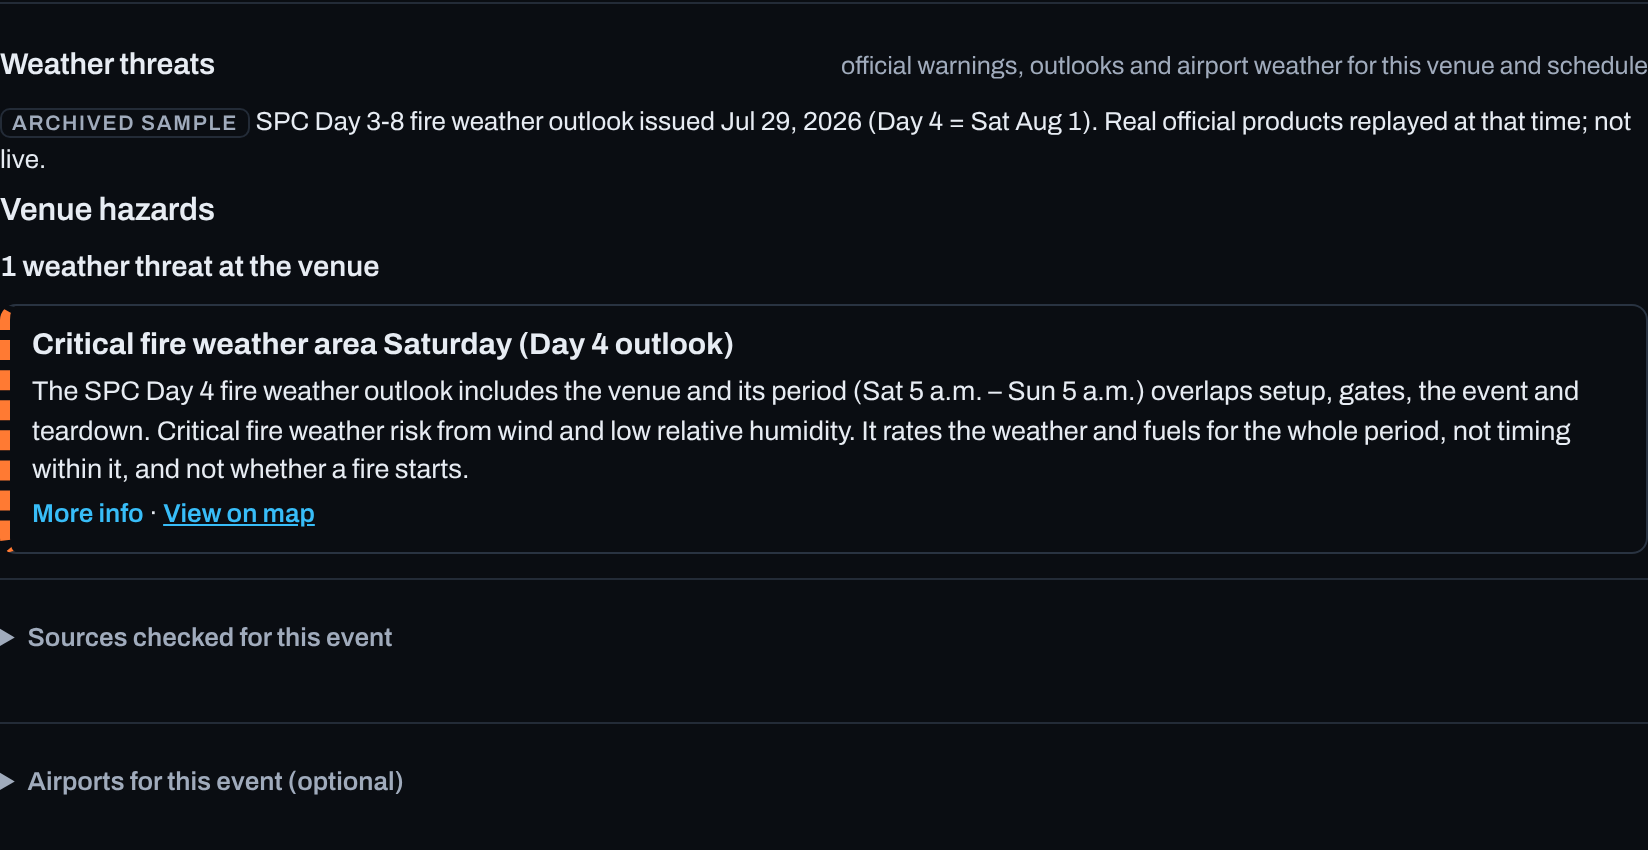 Weather threats
official warnings, outlooks and airport weather for this venue and schedule
ARCHIVED SAMPLE SPC Day 3-8 fire weather outlook issued Jul 29, 2026 (Day 4 = Sat Aug 1). Real official products replayed at that time; not
live.
Venue hazards
1 weather threat at the venue
Critical fire weather area Saturday (Day 4 outlook)
The SPC Day 4 fire weather outlook includes the venue and its period (Sat 5 a.m. – Sun 5 a.m.) overlaps setup, gates, the event and
teardown. Critical fire weather risk from wind and low relative humidity. It rates the weather and fuels for the whole period, not timing
within it, and not whether a fire starts.
More info · View on map
Sources checked for this event
Airports for this event (optional)